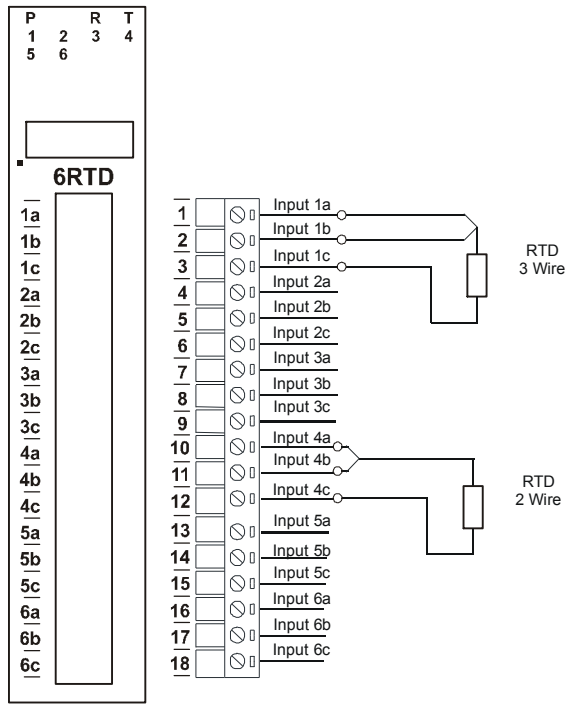 P R T
1 2 3 4
5 6
6RTD
1a
1b
1c
2a
2b
2c
3a
3b
3c
4a
4b
4c
5a
5b
5c
6a
6b
6c
1 Input 1a
2 Input 1b
3 Input 1c
4 Input 2a
5 Input 2b
6 Input 2c
7 Input 3a
8 Input 3b
9 Input 3c
10 Input 4a
11 Input 4b
12 Input 4c
13 Input 5a
14 Input 5b
15 Input 5c
16 Input 6a
17 Input 6b
18 Input 6c
RTD
3 Wire
RTD
2 Wire